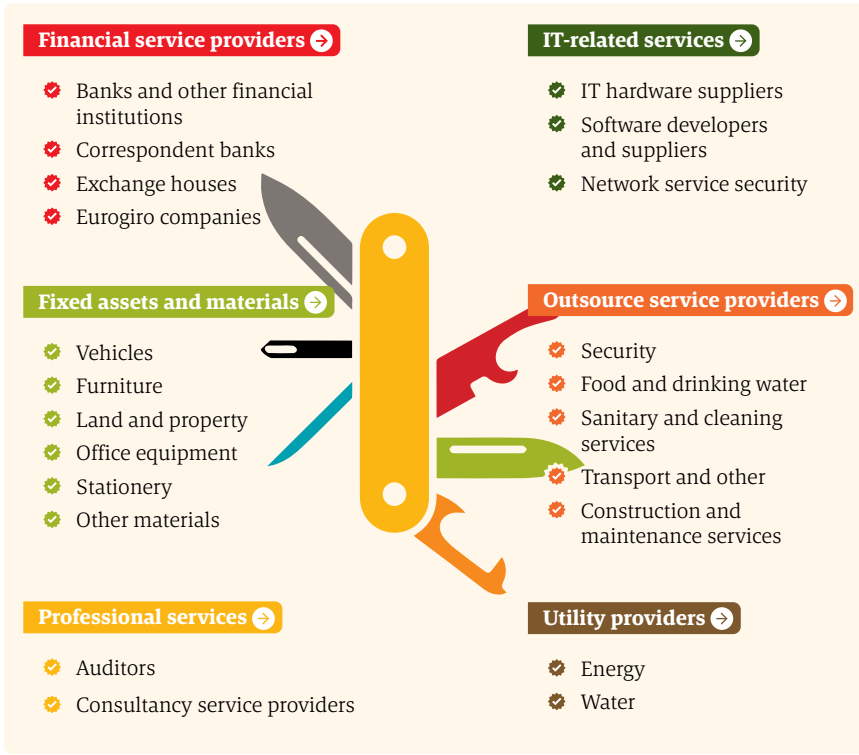 Financial service providers
Banks and other financial
institutions
Correspondent banks
Exchange houses
Eurogiro companies
IT-related services
IT hardware suppliers
Software developers
and suppliers
Network service security
Fixed assets and materials
Vehicles
Furniture
Land and property
Office equipment
Stationery
Other materials
Outsource service providers
Security
Food and drinking water
Sanitary and cleaning
services
Transport and other
Construction and
maintenance services
Professional services
Auditors
Consultancy service providers
Utility providers
Energy
Water